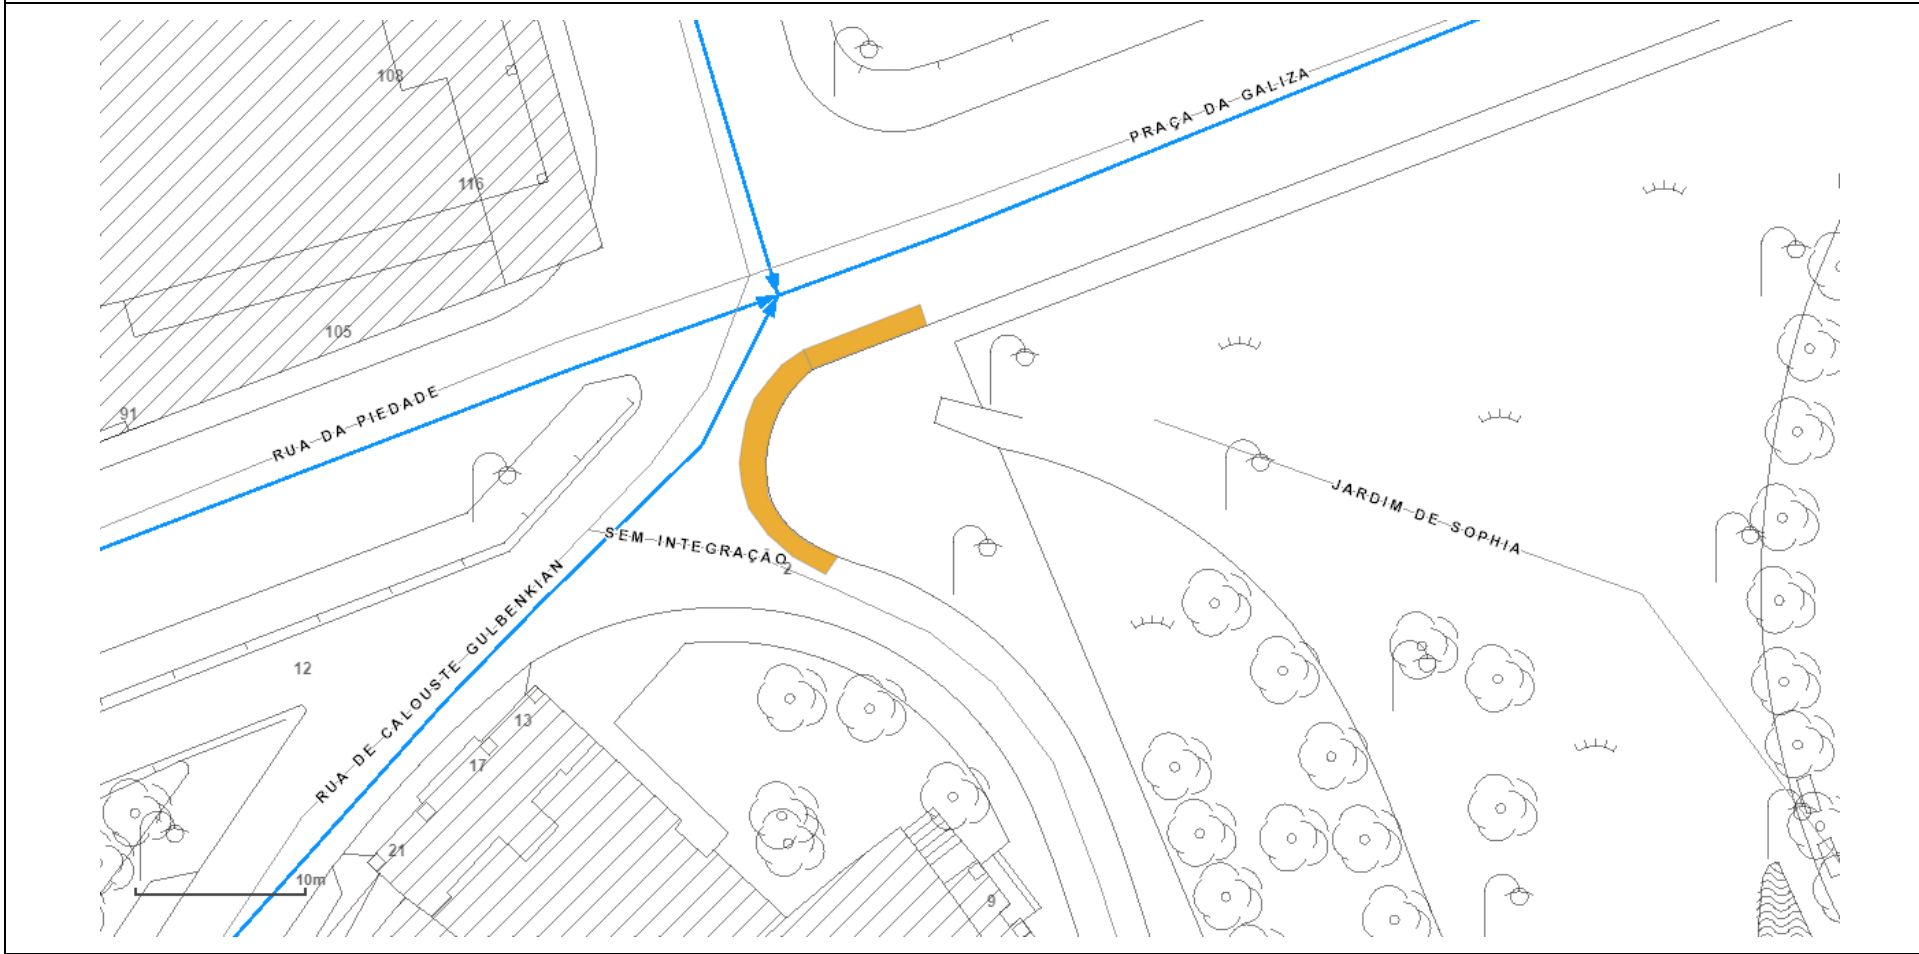 108
PRAÇA DA GALIZA
116
105
RUA DA PIEDADE
91
JARDIM DE SOPHIA
SEM INTEGRAÇÃO
2
RUA DE CALOUSTE GULBENKIAN
12
13
17
21
10m
9